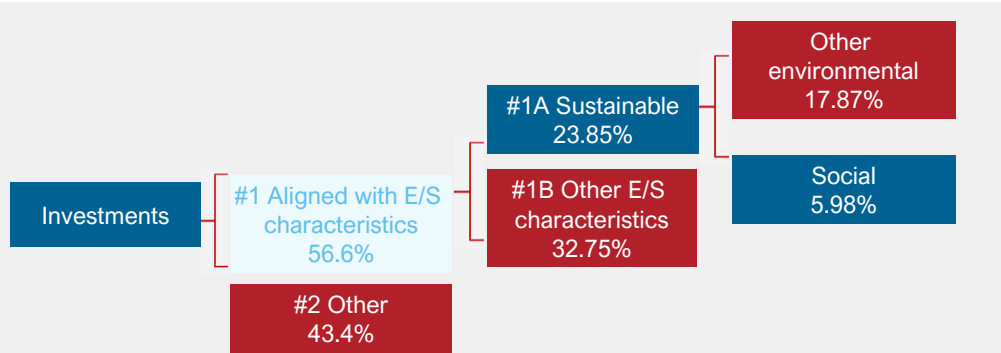 Investments
#1 Aligned with E/S
characteristics
56.6%
#2 Other
43.4%
#1A Sustainable
23.85%
#1B Other E/S
characteristics
32.75%
Other
environmental
17.87%
Social
5.98%